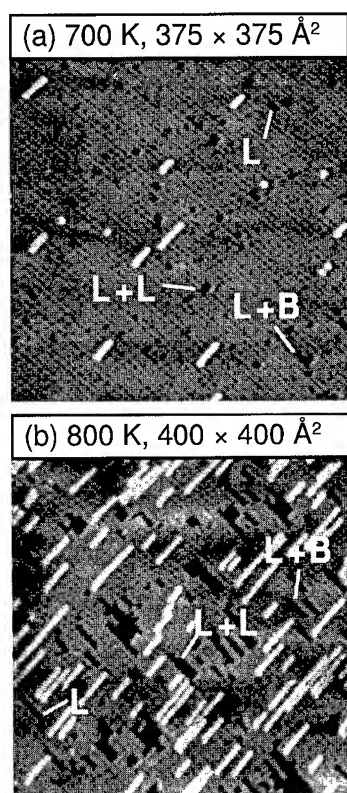 (a) 700 K, 375 × 375 Å²
L
L+L
L+B
(b) 800 K, 400 × 400 Å²
L+B
L+L
L